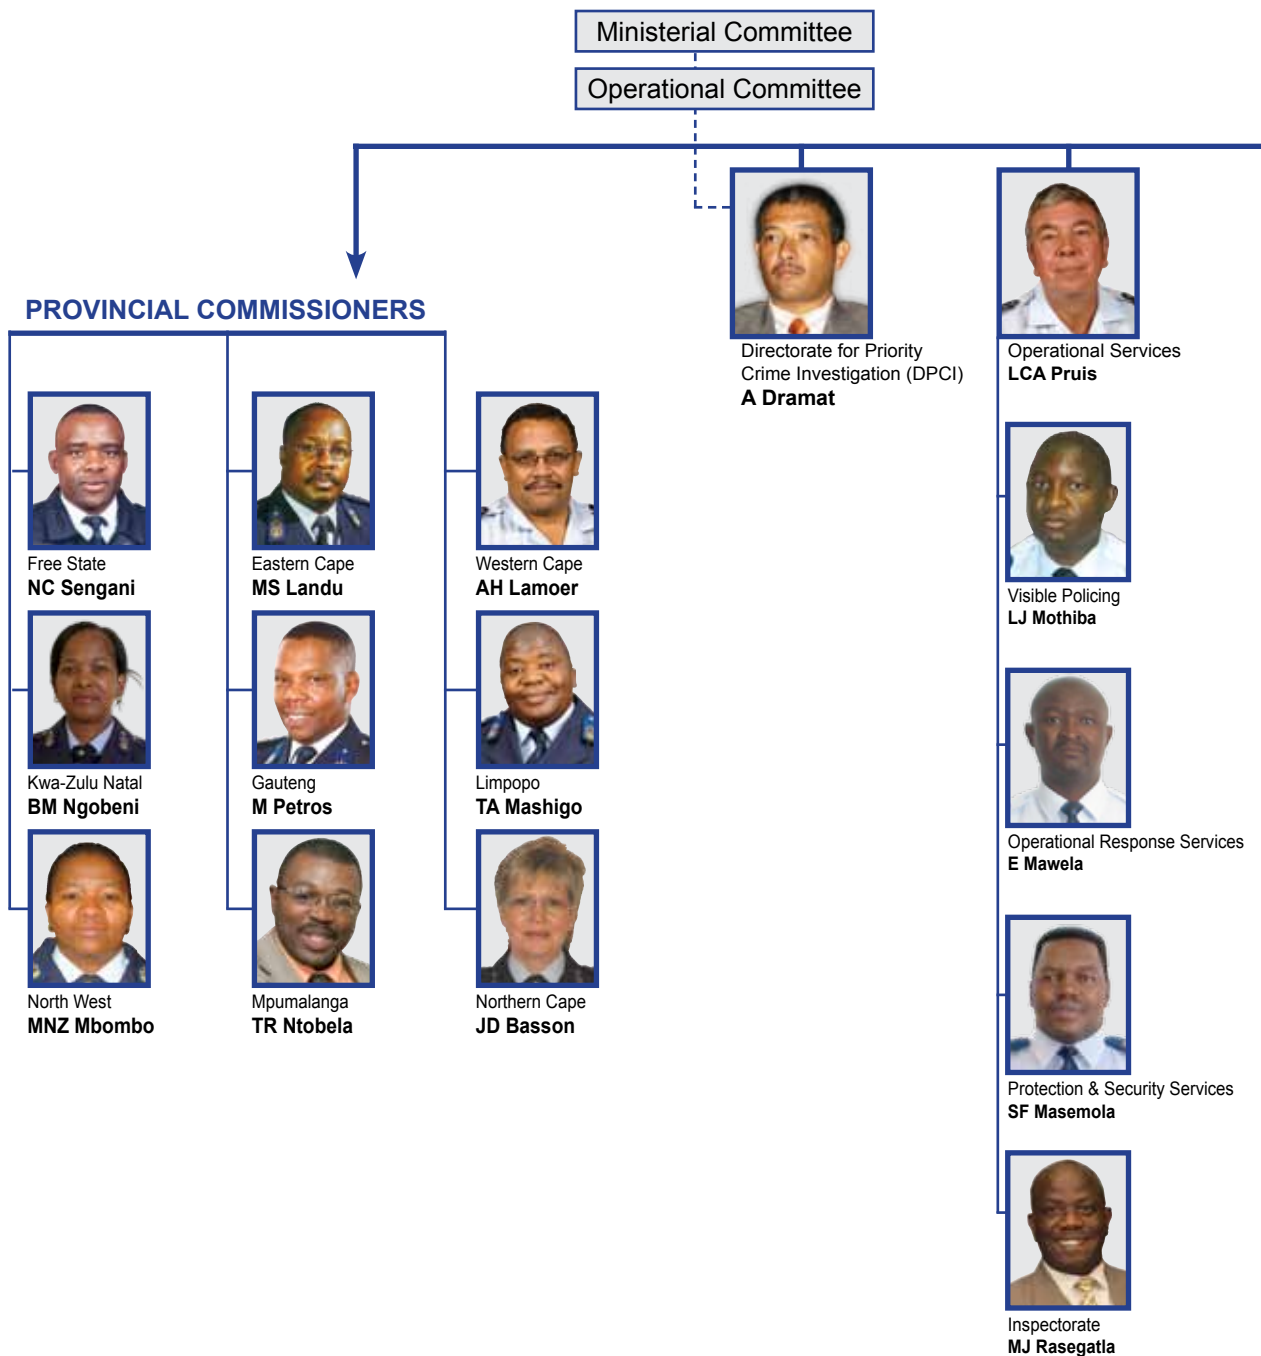 Ministerial Committee
Operational Committee
PROVINCIAL COMMISSIONERS
Free State
NC Sengani
Eastern Cape
MS Landu
Western Cape
AH Lamoer
Kwa-Zulu Natal
BM Ngobeni
Gauteng
M Petros
Limpopo
TA Mashigo
North West
MNZ Mbombo
Mpumalanga
TR Ntobela
Northern Cape
JD Basson
Directorate for Priority
Crime Investigation (DPCI)
A Dramat
Operational Services
LCA Pruis
Visible Policing
LJ Mothiba
Operational Response Services
E Mawela
Protection & Security Services
SF Masemola
Inspectorate
MJ Rasegatla